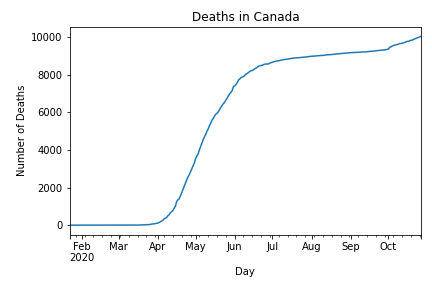 Deaths in Canada
Number of Deaths
10000
8000
6000
4000
2000
0
Feb Mar Apr May Jun Jul Aug Sep Oct
2020
Day